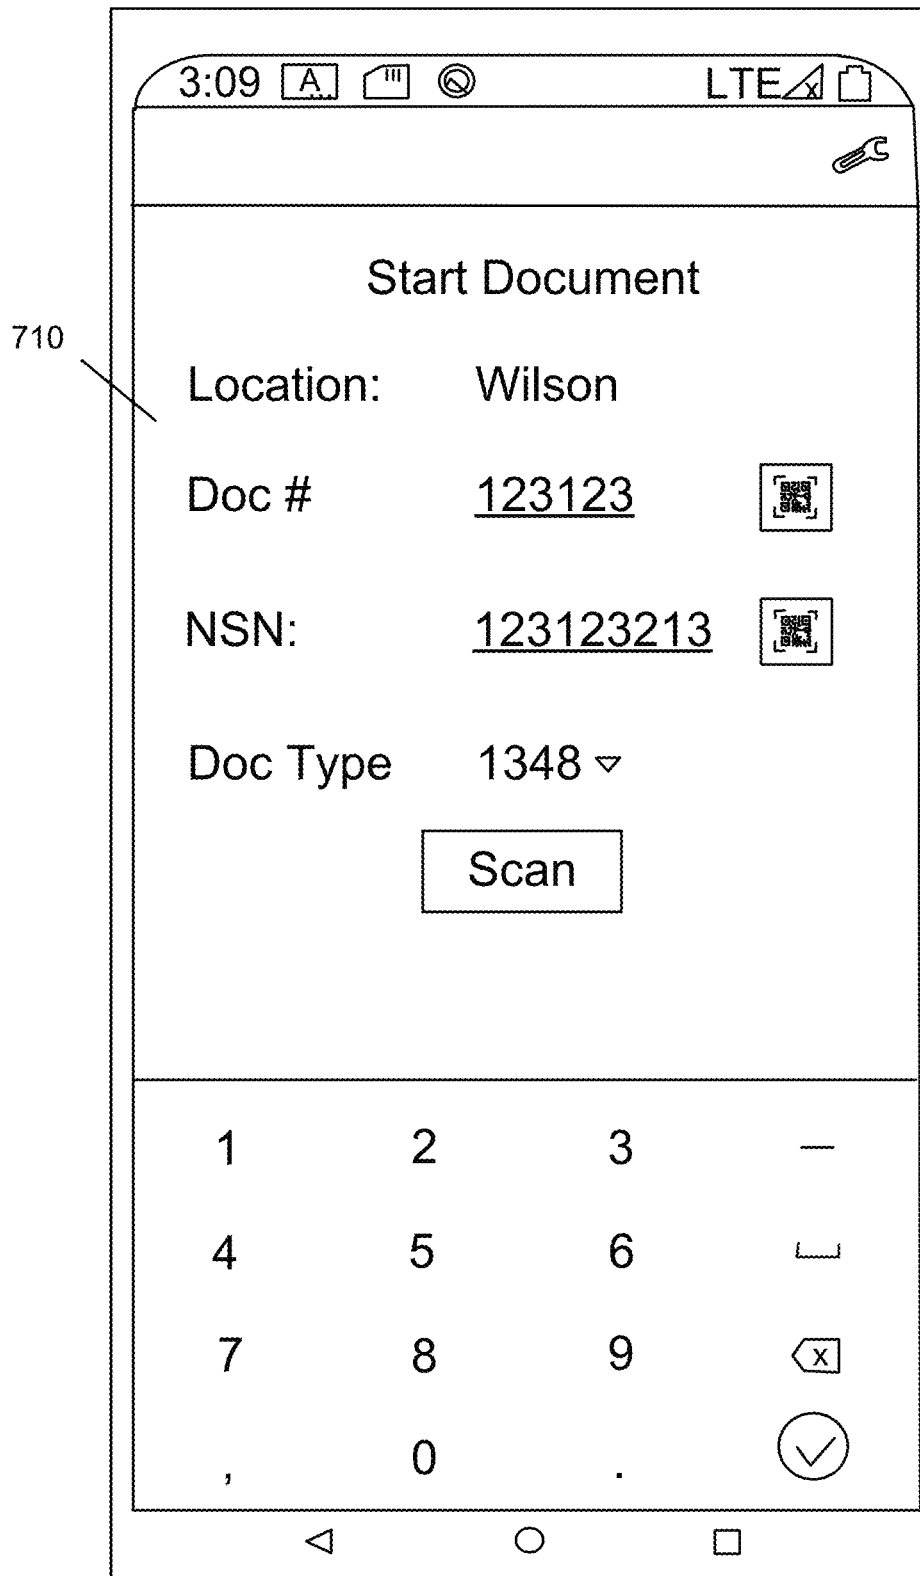 3:09 A... LTE x
Start Document
710
Location: Wilson
Doc # 123123
NSN: 123123213
Doc Type 1348
Scan
1 2 3 —
4 5 6
7 8 9 x
, 0 .